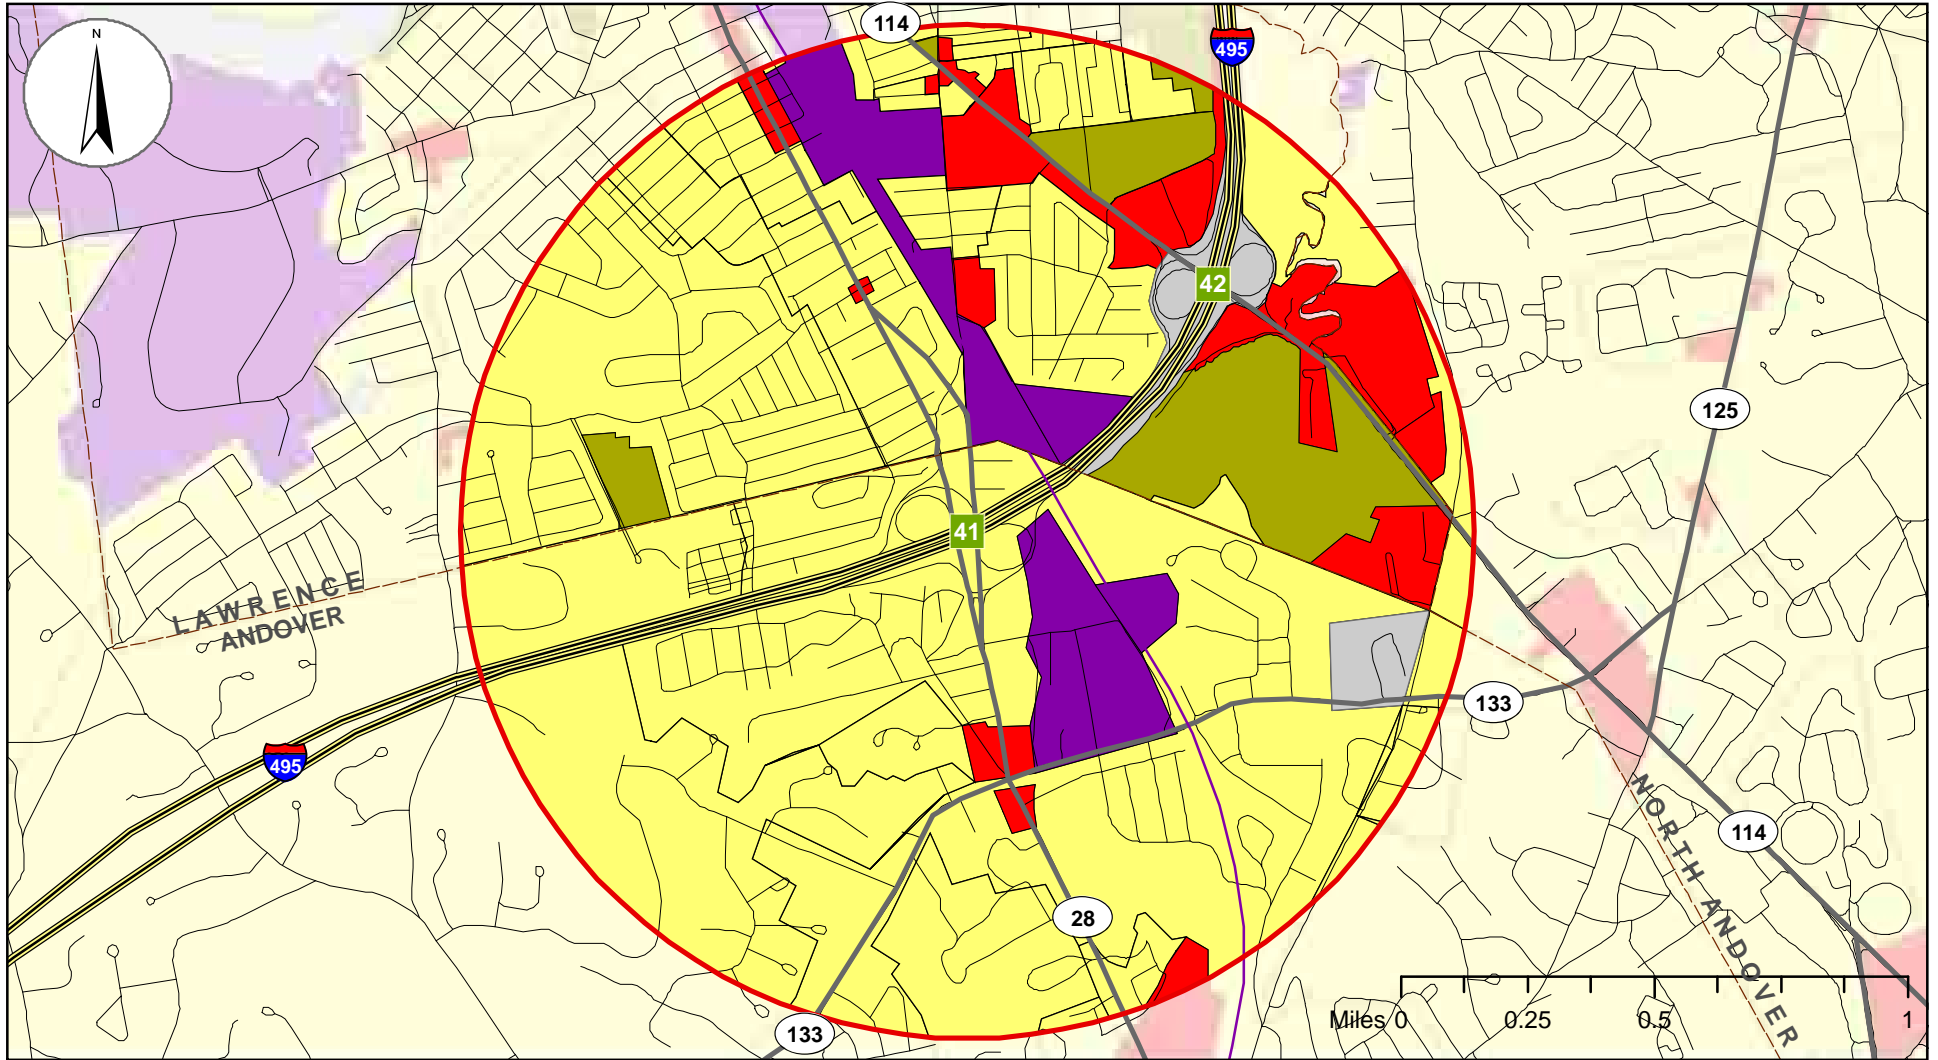 N
114
495
42
125
41
LAWRENCE
ANDOVER
133
495
114
NORTH ANDOVER
28
133
Miles 0 0.25 0.5 1